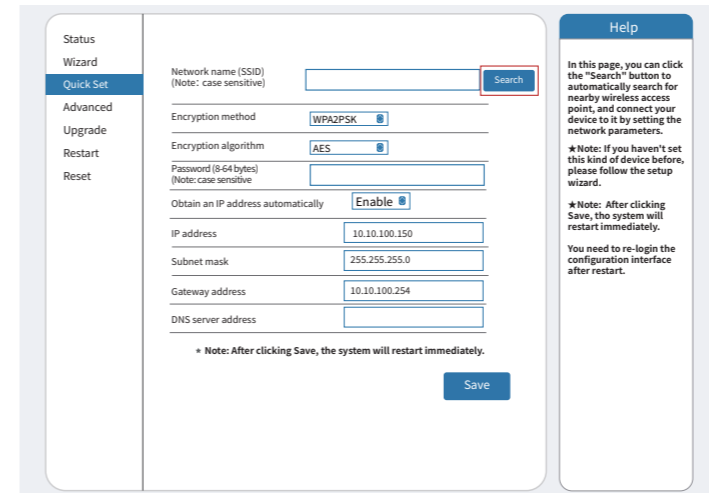 Status
Wizard
Quick Set
Advanced
Upgrade
Restart
Reset
Network name (SSID)
(Note: case sensitive)
Search
Encryption method
WPA2PSK
Encryption algorithm
AES
Password (8-64 bytes)
(Note: case sensitive
Obtain an IP address automatically
Enable
IP address
10.10.100.150
Subnet mask
255.255.255.0
Gateway address
10.10.100.254
DNS server address
★ Note: After clicking Save, the system will restart immediately.
Save
Help
In this page, you can click
the "Search" button to
automatically search for
nearby wireless access
point, and connect your
device to it by setting the
network parameters.
★Note: If you haven't set
this kind of device before,
please follow the setup
wizard.
★Note: After clicking
Save, tho system will
restart immediately.
You need to re-login the
configuration interface
after restart.